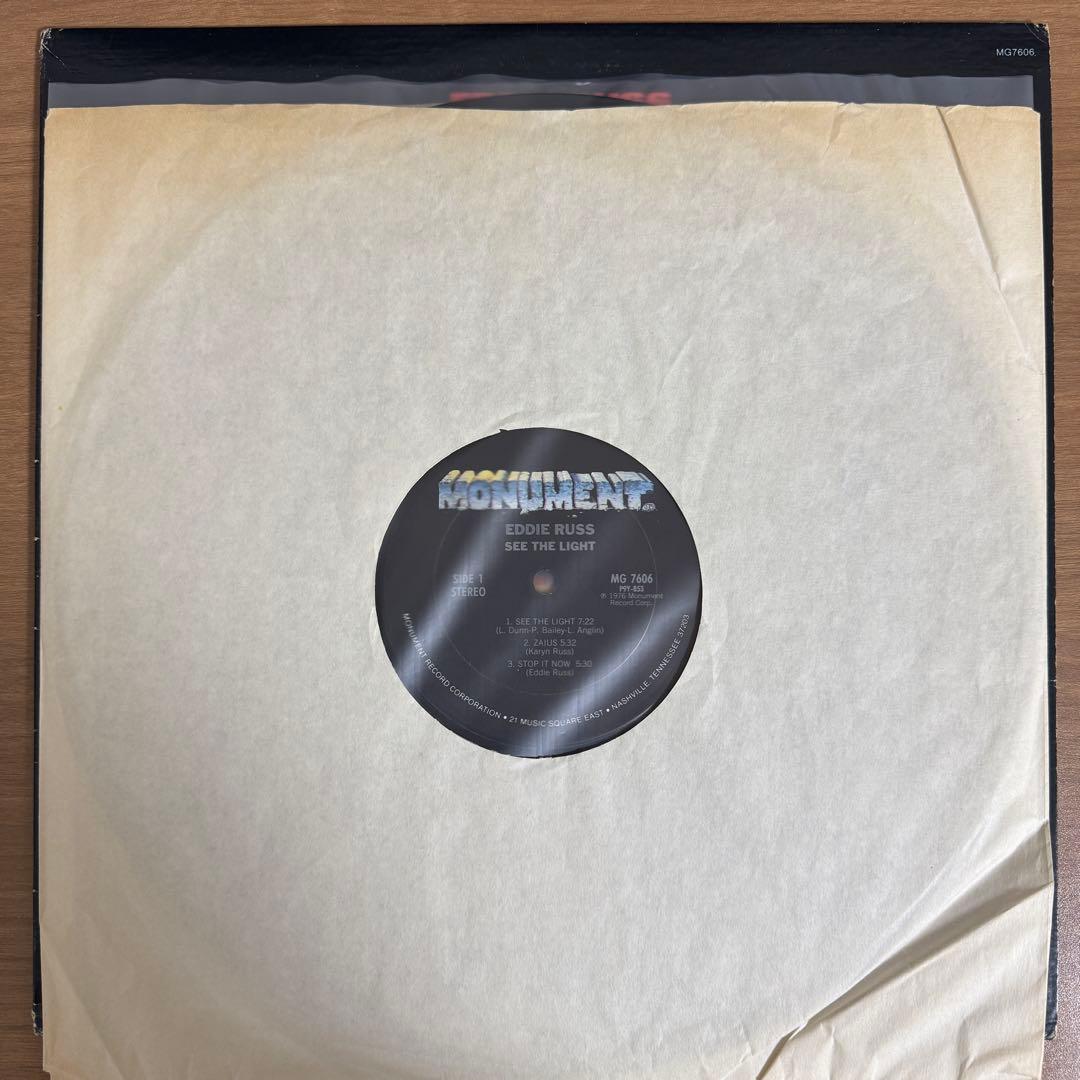 MG7606
MONUMENT
EDDIE RUSS
SEE THE LIGHT
SIDE 1
STEREO
MG 7606
P9Y-853
℗ 1976 Monument
Record Corp.
1. SEE THE LIGHT 7:22
(L. Dunn-P. Bailey-L. Anglin)
2. ZAIUS 5:32
(Karyn Russ)
3. STOP IT NOW 5:30
(Eddie Russ)
MONUMENT RECORD CORPORATION • 21 MUSIC SQUARE EAST • NASHVILLE, TENNESSEE 37203